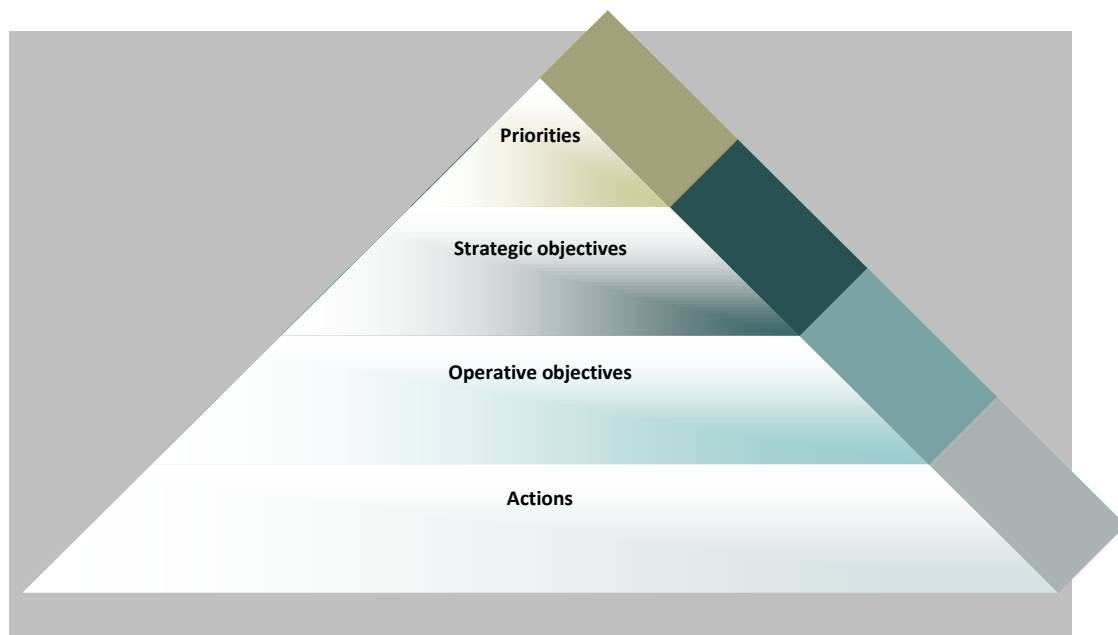 Priorities
Strategic objectives
Operative objectives
Actions